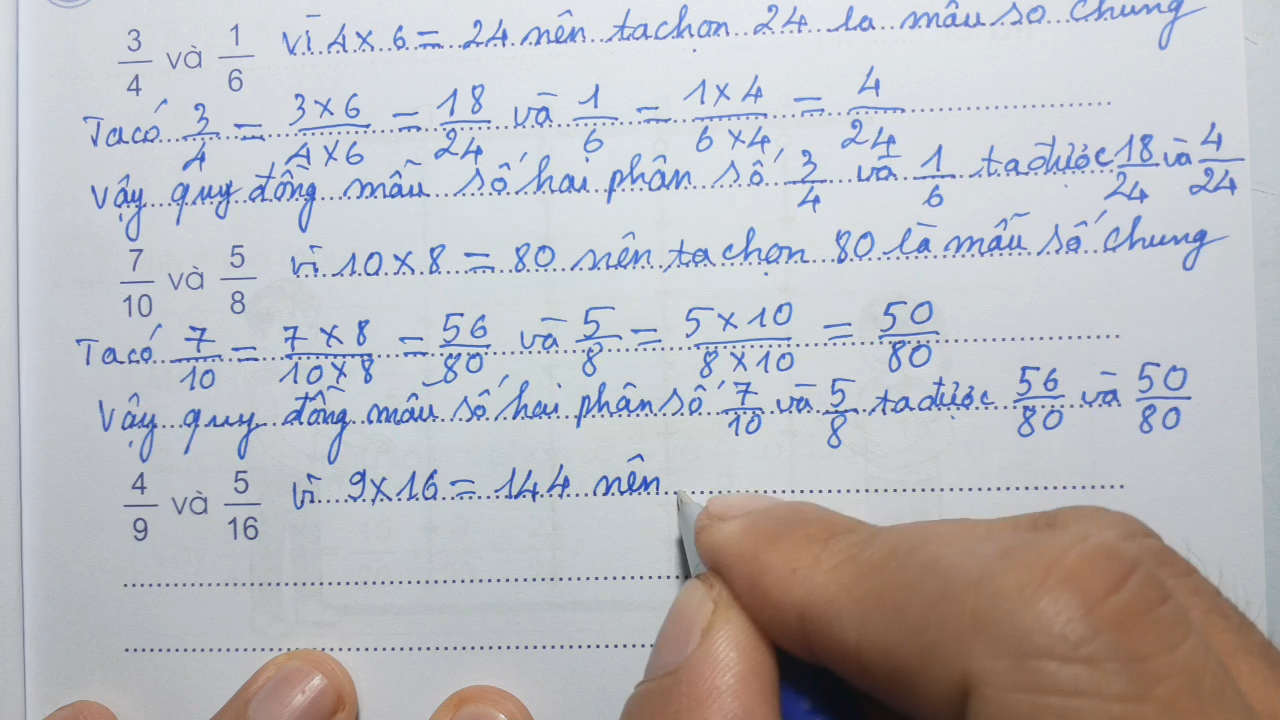 3/4 và 1/6 vì 4 x 6 = 24 nên ta chọn 24 la mẫu số chung
Ta có 3/4 = 3 x 6/4 x 6 = 18/24 và 1/6 = 1 x 4/6 x 4 = 4/24
Vậy quy đồng mẫu số hai phân số 3/4 và 1/6 ta được 18/24 và 4/24
7/10 và 5/8 vì 10 x 8 = 80 nên ta chọn 80 là mẫu số chung
Ta có 7/10 = 7 x 8/10 x 8 = 56/80 và 5/8 = 5 x 10/8 x 10 = 50/80
Vậy quy đồng mẫu số hai phân số 7/10 và 5/8 ta được 56/80 và 50/80
4/9 và 5/16 vì 9 x 16 = 144 nên